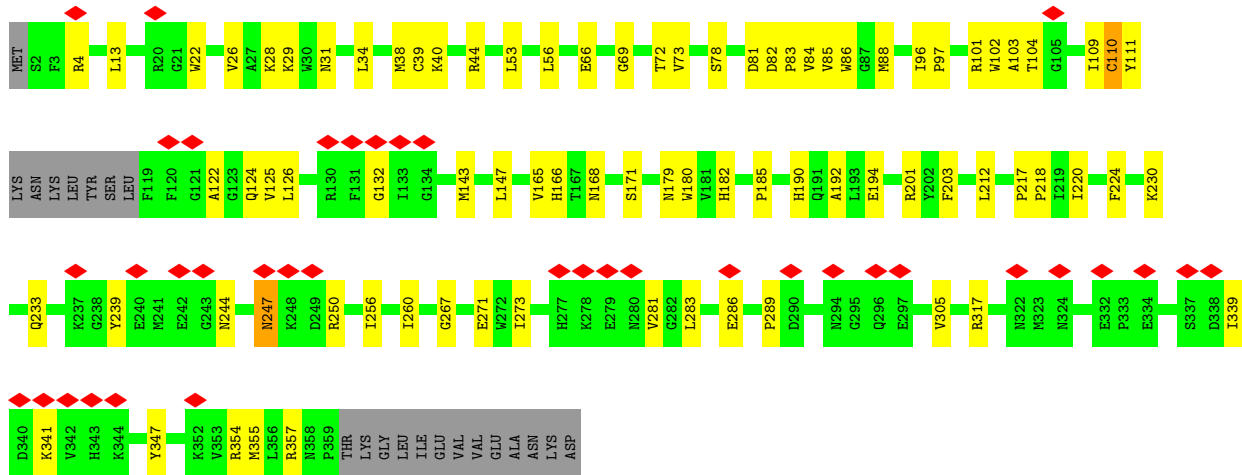 MET S2 F3 R4 L13 R20 G21 W22 V26 A27 K28 K29 W30 N31 L34 M38 C39 K40 R44 L53 L56 E66 G69 T72 V73 S78 D81 D82 P83 V84 V85 W86 G87 M88 I96 P97 R101 W102 A103 T104 G105 I109 C110 Y111
LYS ASN LYS LEU TYR SER LEU F119 F120 G121 A122 G123 Q124 V125 L126 R130 F131 G132 I133 G134 M143 L147 V165 H166 T167 N168 S171 N179 W180 V181 H182 P185 H190 Q191 A192 L193 E194 R201 Y202 F203 L212 P217 P218 I219 I220 F224 K230
Q233 K237 G238 Y239 E240 M241 E242 G243 N244 N247 K248 D249 R250 I256 I260 G267 E271 W272 I273 H277 K278 E279 N280 V281 G282 L283 E286 P289 D290 N294 G295 Q296 E297 V305 R317 N322 M323 N324 E332 P333 E334 S337 D338 I339
D340 K341 V342 H343 K344 Y347 K352 V353 R354 M355 L356 R357 N358 P359 THR LYS GLY LEU ILE GLU VAL VAL GLU ALA ASN LYS ASP